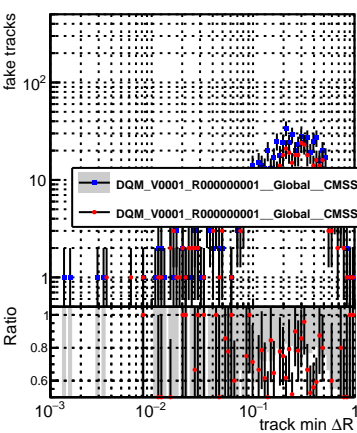 fake tracks
10²
DQM_V0001_R000000001__Global__CMSS
DQM_V0001_R000000001__Global__CMSS
10
1
Ratio
1
0.8
0.6
10⁻³ 10⁻² 10⁻¹ 1
track min ΔR